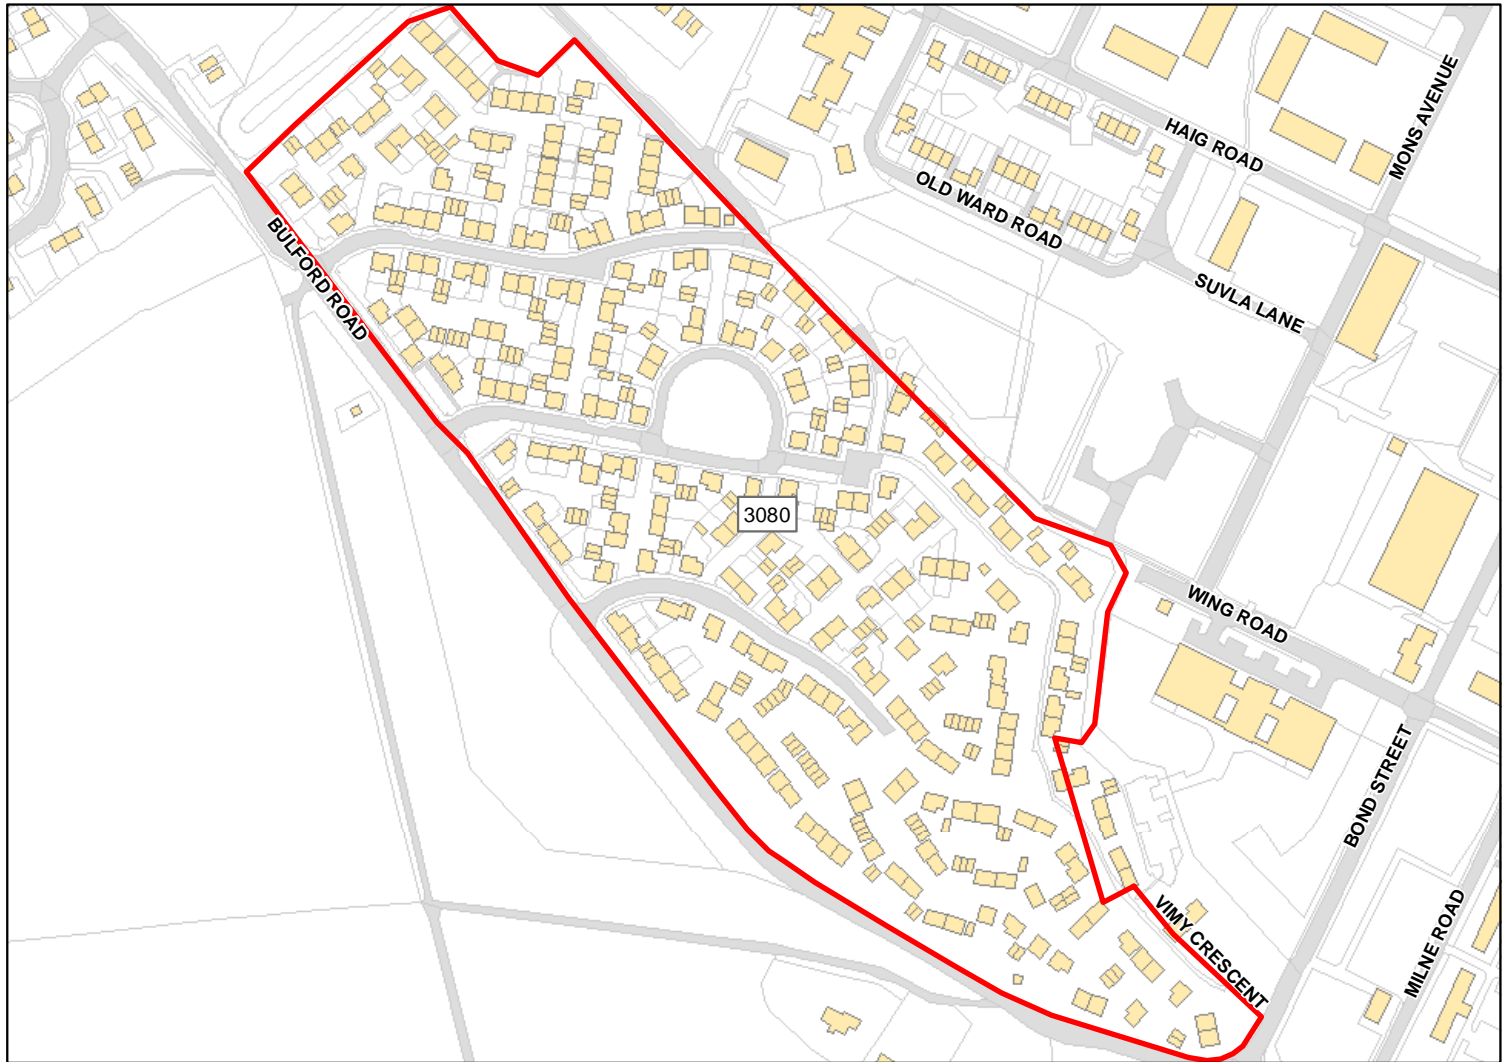 MONS AVENUE
HAIG ROAD
OLD WARD ROAD
BULFORD ROAD
SUVLA LANE
3080
WING ROAD
BOND STREET
VIMY CRESCENT
MILNE ROAD